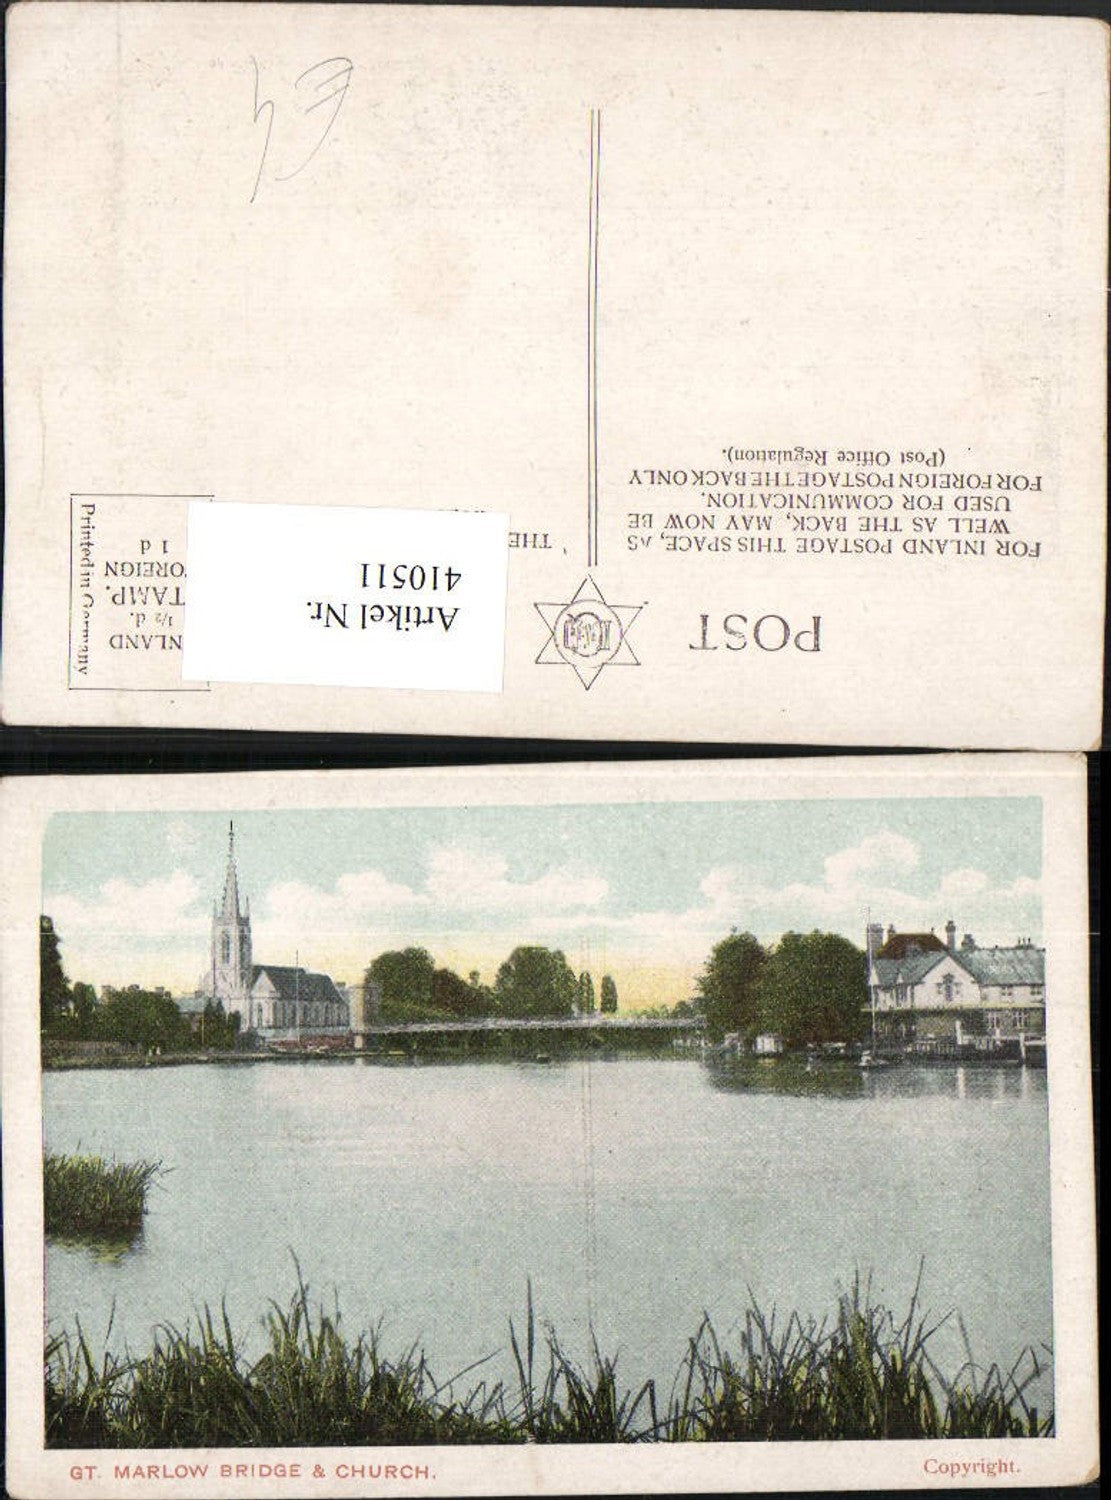 POST
FOR INLAND POSTAGE THIS SPACE, AS
WELL AS THE BACK, MAY NOW BE
USED FOR COMMUNICATION.
FOR FOREIGN POSTAGE THE BACK ONLY
(Post Office Regulation).
THE
Artikel Nr.
410511
NLAND
1/2 d.
TAMP.
OREIGN
1 d
Printed in Germany
GT. MARLOW BRIDGE & CHURCH.
Copyright.